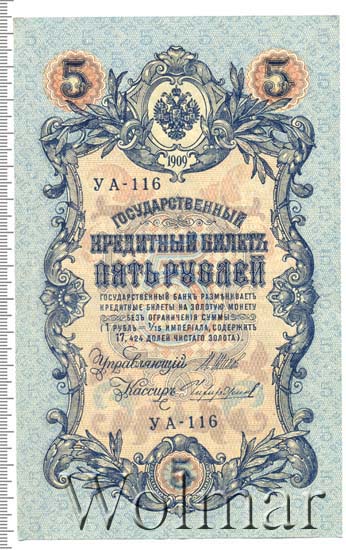 5 5
1909
УА-116
ГОСУДАРСТВЕННЫЙ
КРЕДИТНЫЙ БИЛЕТЪ
ПЯТЬ РУБЛЕЙ
ГОСУДАРСТВЕННЫЙ БАНКЪ РАЗМѢНИВАЕТЪ
КРЕДИТНЫЕ БИЛЕТЫ НА ЗОЛОТУЮ МОНЕТУ
БЕЗЪ ОГРАНИЧЕНІЯ СУММЫ
(1 РУБЛЬ = 1/15 ИМПЕРІАЛА, СОДЕРЖИТЪ
17,424 ДОЛЕЙ ЧИСТАГО ЗОЛОТА).
Управляющій
Кассиръ
УА-116
5
Wolmar